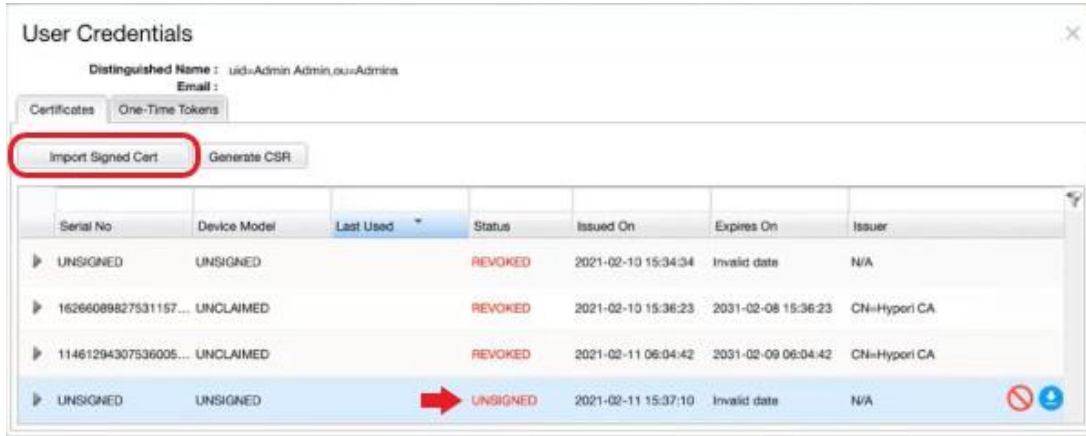 User Credentials
Distinguished Name : uid=Admin Admin,ou=Admins
Email :
Certificates One-Time Tokens
Import Signed Cert Generate CSR
Serial No Device Model Last Used Status Issued On Expires On Issuer
UNSIGNED UNSIGNED REVOKED 2021-02-10 15:34:34 Invalid date N/A
16266089827531157... UNCLAIMED REVOKED 2021-02-10 15:36:23 2031-02-08 15:36:23 CN=Hypori CA
11461294307536005... UNCLAIMED REVOKED 2021-02-11 06:04:42 2031-02-09 06:04:42 CN=Hypori CA
UNSIGNED UNSIGNED UNSIGNED 2021-02-11 15:37:10 Invalid date N/A